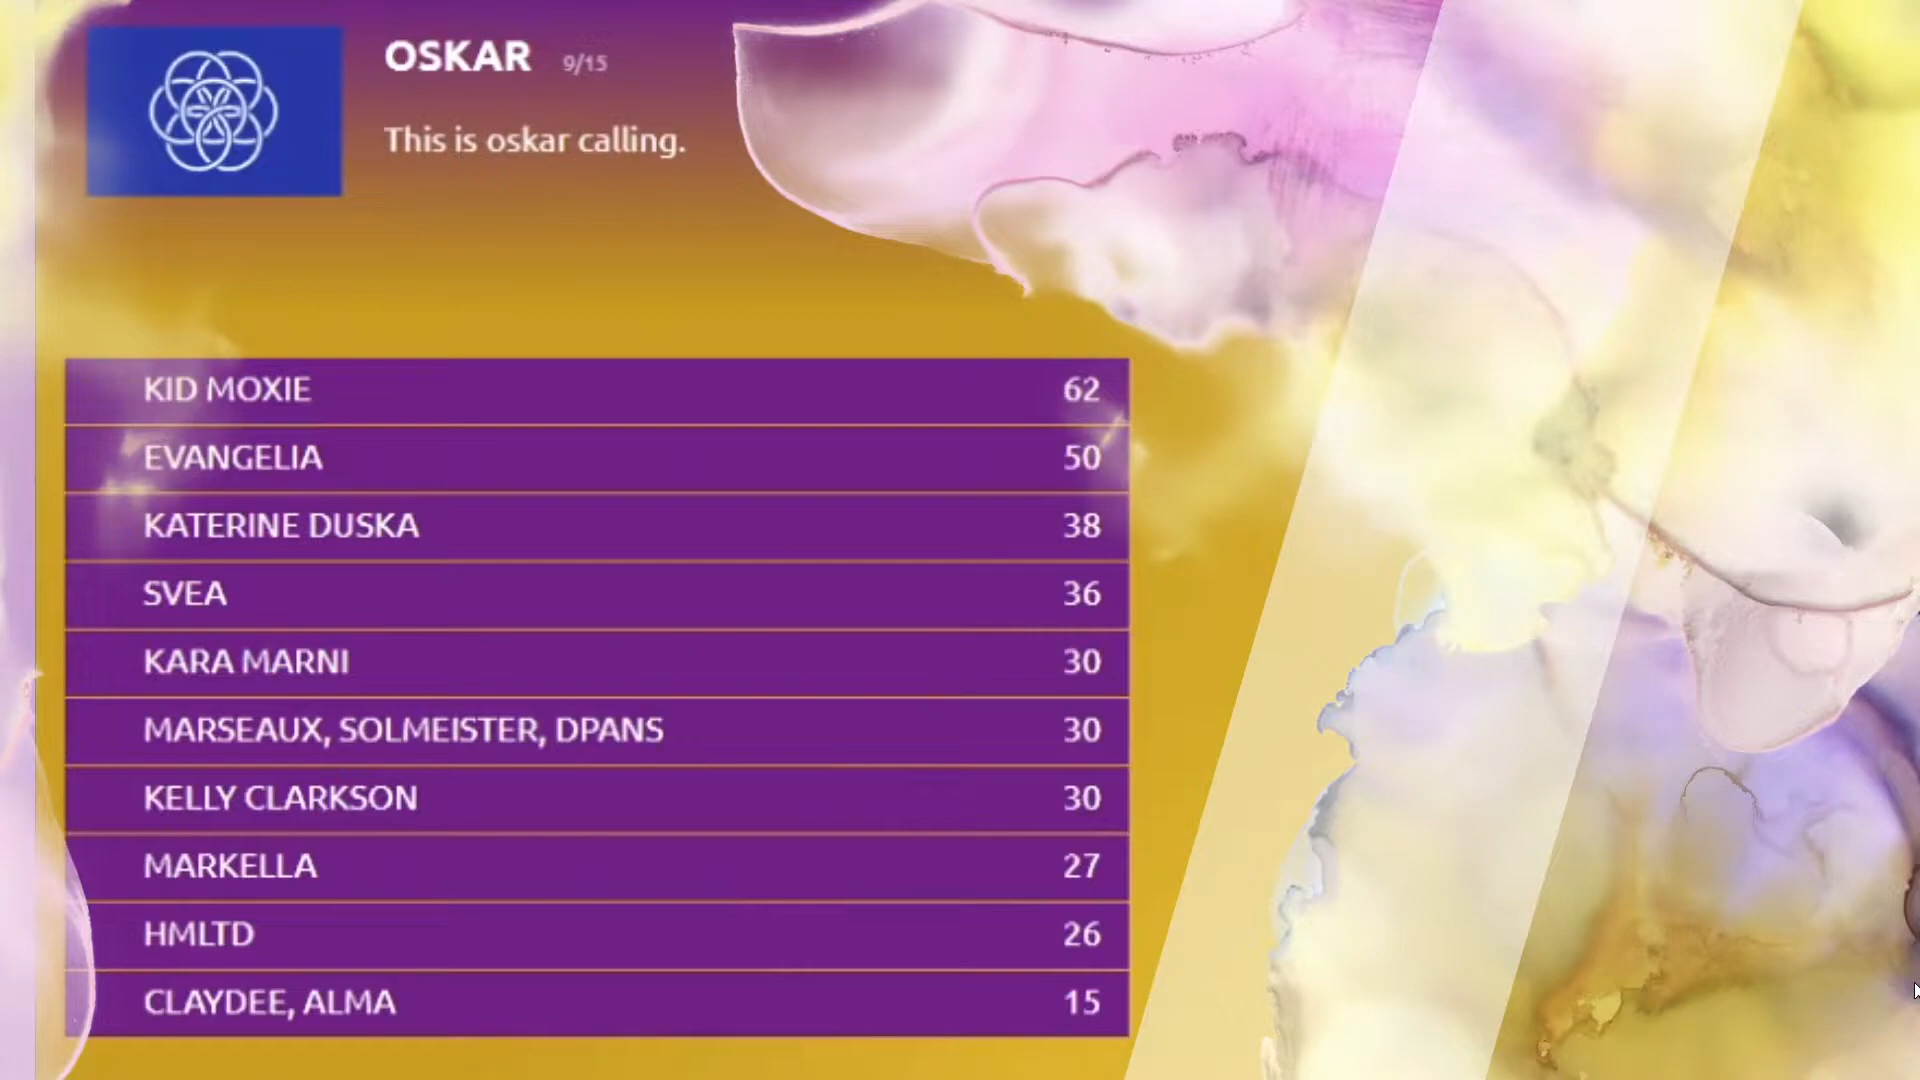 OSKAR 9/15
This is oskar calling.
KID MOXIE 62
EVANGELIA 50
KATERINE DUSKA 38
SVEA 36
KARA MARNI 30
MARSEAUX, SOLMEISTER, DPANS 30
KELLY CLARKSON 30
MARKELLA 27
HMLTD 26
CLAYDEE, ALMA 15